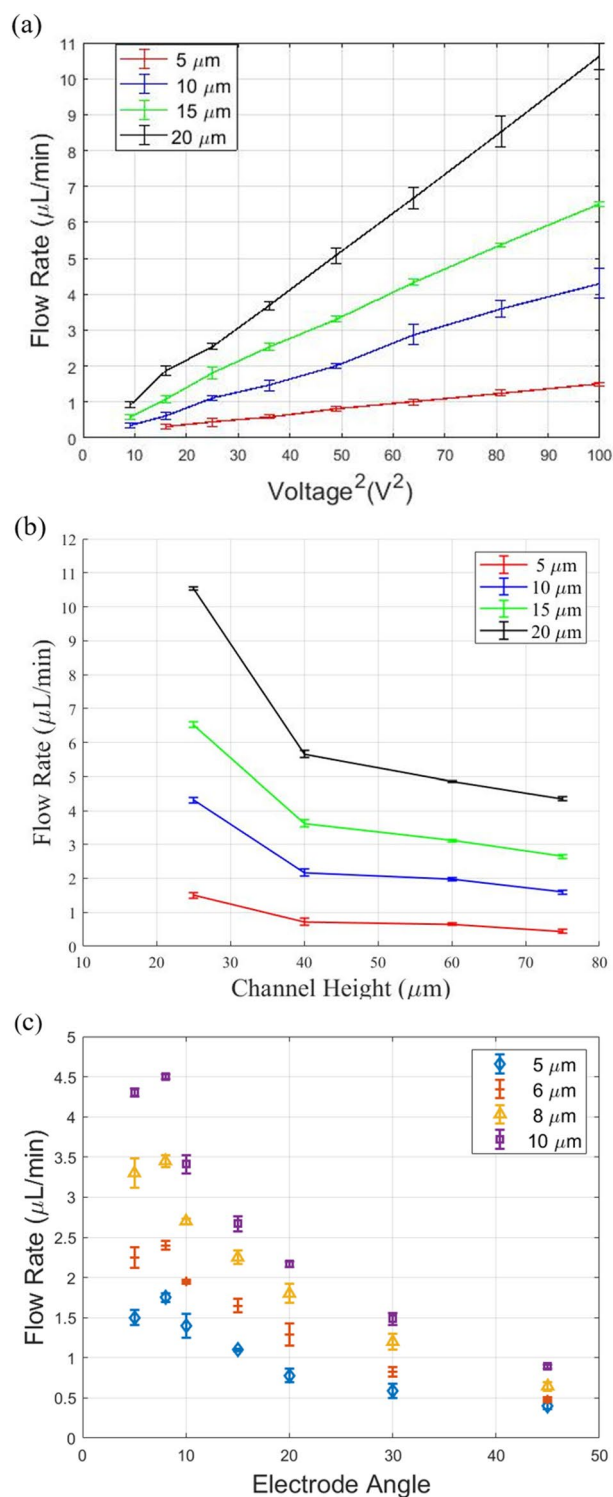 (a)
11
10
9
8
7
6
5
4
3
2
1
0
Flow Rate (μL/min)
5 μm
10 μm
15 μm
20 μm
0 10 20 30 40 50 60 70 80 90 100
Voltage²(V²)
(b)
12
11
10
9
8
7
6
5
4
3
2
1
0
Flow Rate (μL/min)
5 μm
10 μm
15 μm
20 μm
10 20 30 40 50 60 70 80
Channel Height (μm)
(c)
5
4.5
4
3.5
3
2.5
2
1.5
1
0.5
0
Flow Rate (μL/min)
5 μm
6 μm
8 μm
10 μm
0 10 20 30 40 50
Electrode Angle